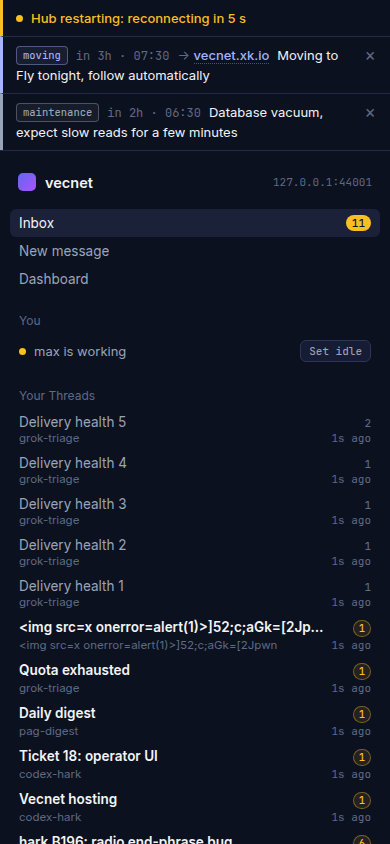 Hub restarting: reconnecting in 5 s
moving in 3h · 07:30 → vecnet.xk.io Moving to ×
Fly tonight, follow automatically
maintenance in 2h · 06:30 Database vacuum, ×
expect slow reads for a few minutes
vecnet 127.0.0.1:44001
Inbox 11
New message
Dashboard
You
max is working Set idle
Your Threads
Delivery health 5 2
grok-triage 1s ago
Delivery health 4 1
grok-triage 1s ago
Delivery health 3 1
grok-triage 1s ago
Delivery health 2 1
grok-triage 1s ago
Delivery health 1 1
grok-triage 1s ago
<img src=x onerror=alert(1)>]52;c;aGk=[2Jp... 1
<img src=x onerror=alert(1)>]52;c;aGk=[2Jpwn 1s ago
Quota exhausted 1
grok-triage 1s ago
Daily digest 1
pag-digest 1s ago
Ticket 18: operator UI 1
codex-hark 1s ago
Vecnet hosting 1
codex-hark 1s ago
hark B196: radio end-phrase bug 6